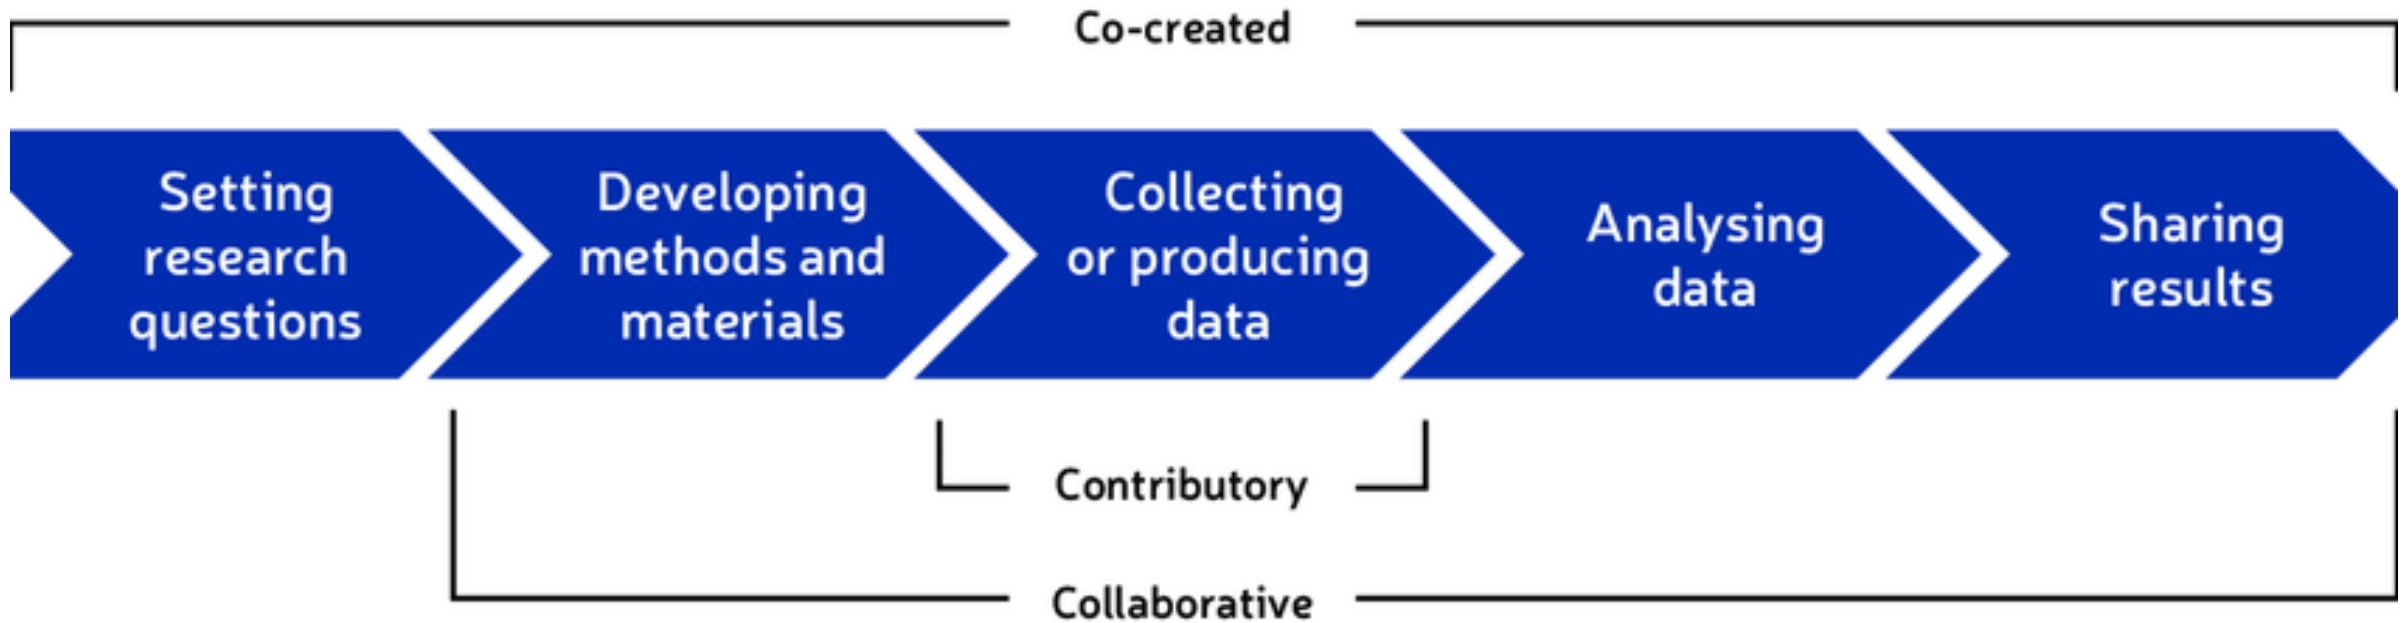 Co-created
Setting
research
questions
Developing
methods and
materials
Collecting
or producing
data
Analysing
data
Sharing
results
Contributory
Collaborative